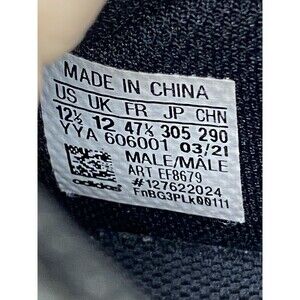 MADE IN CHINA
US UK FR JP CHN
12½ 12 47⅓ 305 290
YYA 606001 03/21
MALE/MÂLE
ART EF8679
#127622024
FnBG3PLK00111
adidas